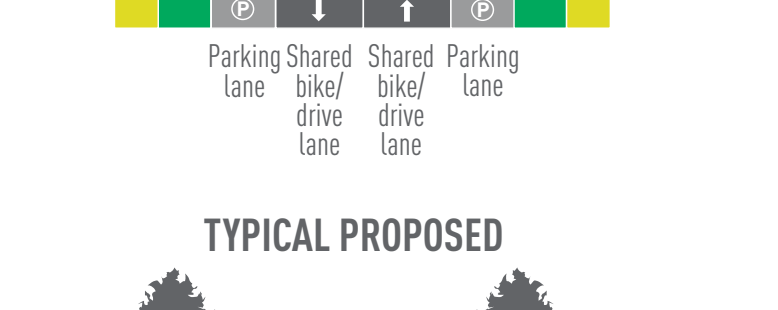 P P
Parking Shared Shared Parking
lane bike/ bike/ lane
drive drive
lane lane
TYPICAL PROPOSED